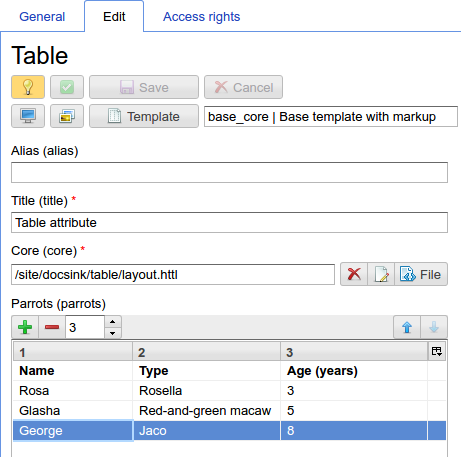 General Edit Access rights
Table
Save Cancel
Template base_core | Base template with markup
Alias (alias)
Title (title) *
Table attribute
Core (core) *
/site/docsink/table/layout.httl File
Parrots (parrots)
3
1 2 3
Name Type Age (years)
Rosa Rosella 3
Glasha Red-and-green macaw 5
George Jaco 8